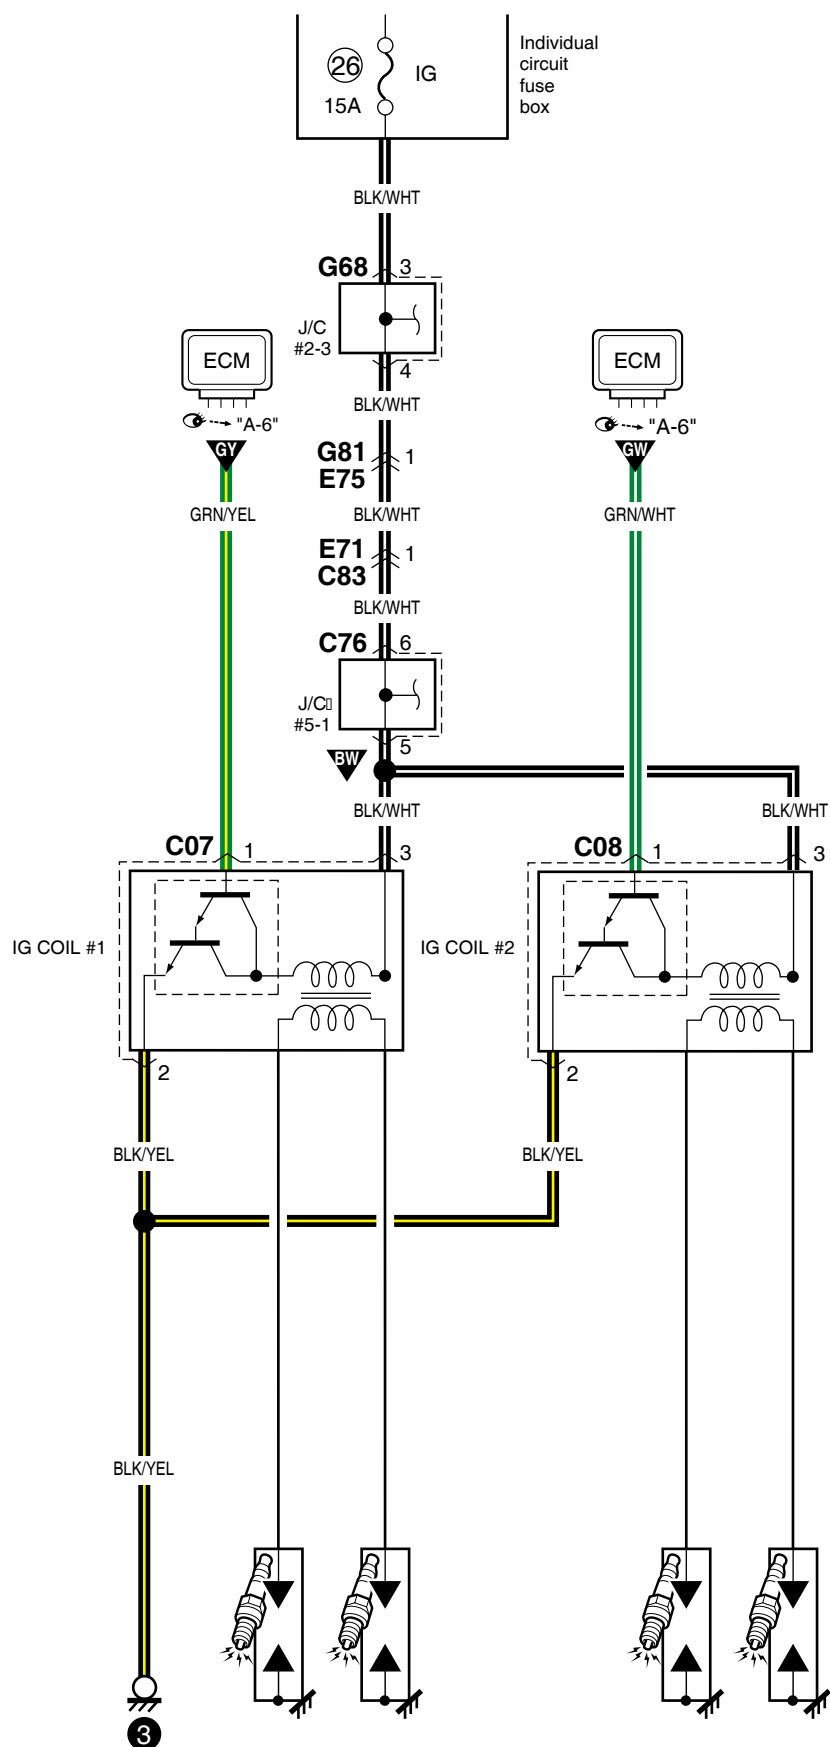 Individual
circuit
fuse
box
26
IG
15A
BLK/WHT
G68 3
J/C
#2-3
4
ECM
ECM
BLK/WHT
"A-6"
"A-6"
GY
G81 1
E75
GW
GRN/YEL
BLK/WHT
GRN/WHT
E71 1
C83
BLK/WHT
C76 6
J/C▯
#5-1
5
BW
BLK/WHT
BLK/WHT
C07 1
3
C08 1
3
IG COIL #1
IG COIL #2
2
2
BLK/YEL
BLK/YEL
BLK/YEL
3